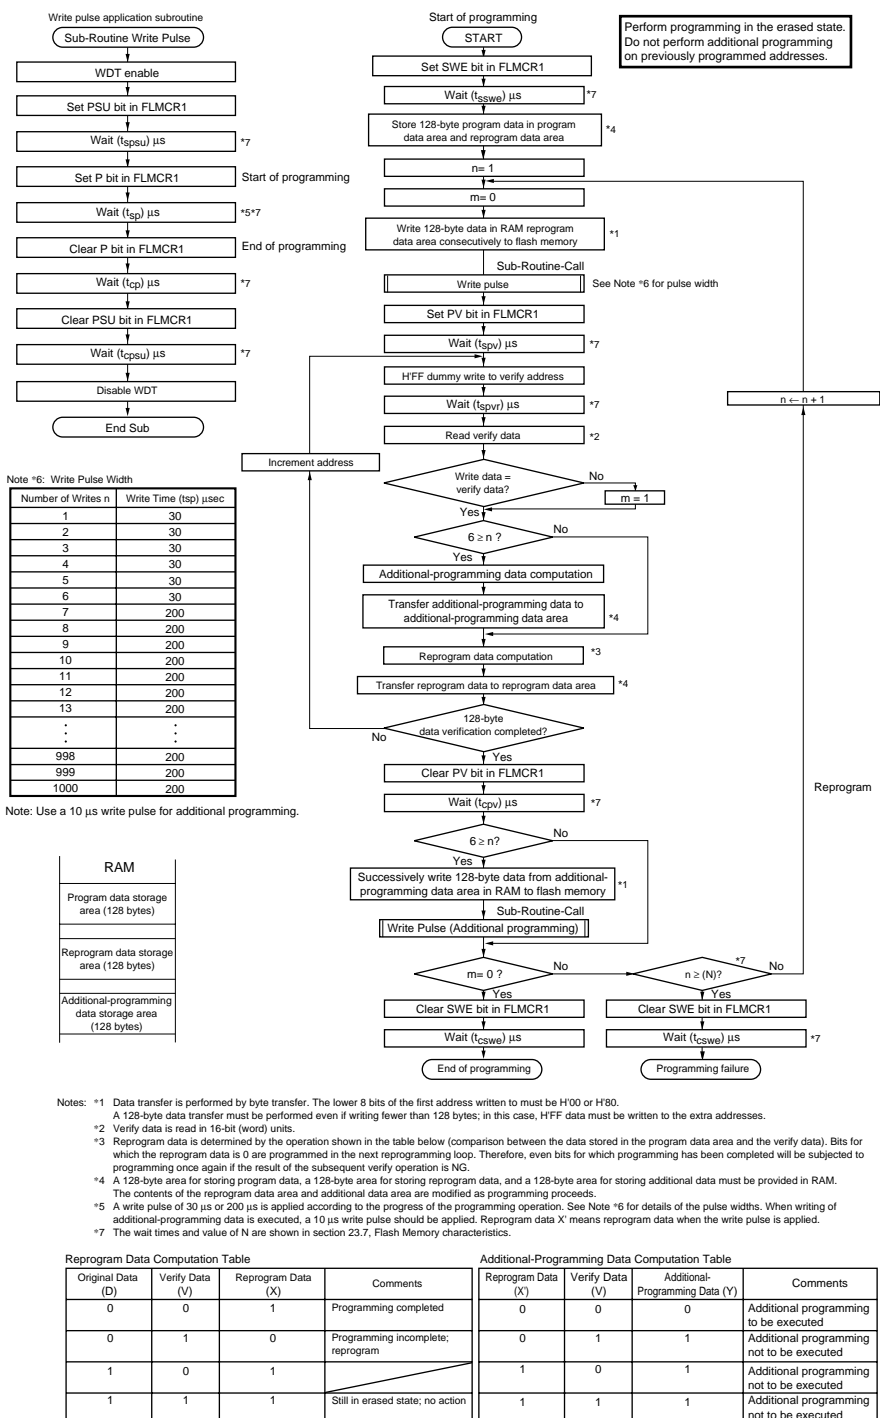 Write pulse application subroutine
Sub-Routine Write Pulse
WDT enable
Set PSU bit in FLMCR1
Wait (tspsu) μs
*7
Set P bit in FLMCR1
Start of programming
Wait (tsp) μs
*5*7
Clear P bit in FLMCR1
End of programming
Wait (tcp) μs
*7
Clear PSU bit in FLMCR1
Wait (tcpsu) μs
*7
Disable WDT
End Sub
Start of programming
START
Perform programming in the erased state.
Do not perform additional programming
on previously programmed addresses.
Set SWE bit in FLMCR1
Wait (tsswe) μs
*7
Store 128-byte program data in program
data area and reprogram data area
*4
n= 1
m= 0
Write 128-byte data in RAM reprogram
data area consecutively to flash memory
*1
Sub-Routine-Call
Write pulse
See Note *6 for pulse width
Set PV bit in FLMCR1
Wait (tspv) μs
*7
H'FF dummy write to verify address
Wait (tspvr) μs
*7
Read verify data
*2
Increment address
n ← n + 1
Write data =
verify data?
No
m = 1
Yes
6 ≥ n ?
No
Yes
Additional-programming data computation
Transfer additional-programming data to
additional-programming data area
*4
Reprogram data computation
*3
Transfer reprogram data to reprogram data area
*4
128-byte
data verification completed?
No
Yes
Clear PV bit in FLMCR1
Reprogram
Wait (tcpv) μs
*7
6 ≥ n?
No
Yes
Successively write 128-byte data from additional-
programming data area in RAM to flash memory
*1
Sub-Routine-Call
Write Pulse (Additional programming)
m= 0 ?
No
Yes
n ≥ (N)?
*7
No
Yes
Clear SWE bit in FLMCR1
Clear SWE bit in FLMCR1
Wait (tcswe) μs
Wait (tcswe) μs
*7
End of programming
Programming failure
Note *6: Write Pulse Width
Number of Writes n Write Time (tsp) μsec
1 30
2 30
3 30
4 30
5 30
6 30
7 200
8 200
9 200
10 200
11 200
12 200
13 200
998 200
999 200
1000 200
Note: Use a 10 μs write pulse for additional programming.
RAM
Program data storage
area (128 bytes)
Reprogram data storage
area (128 bytes)
Additional-programming
data storage area
(128 bytes)
Notes: *1 Data transfer is performed by byte transfer. The lower 8 bits of the first address written to must be H'00 or H'80.
A 128-byte data transfer must be performed even if writing fewer than 128 bytes; in this case, H'FF data must be written to the extra addresses.
*2 Verify data is read in 16-bit (word) units.
*3 Reprogram data is determined by the operation shown in the table below (comparison between the data stored in the program data area and the verify data). Bits for
which the reprogram data is 0 are programmed in the next reprogramming loop. Therefore, even bits for which programming has been completed will be subjected to
programming once again if the result of the subsequent verify operation is NG.
*4 A 128-byte area for storing program data, a 128-byte area for storing reprogram data, and a 128-byte area for storing additional data must be provided in RAM.
The contents of the reprogram data area and additional data area are modified as programming proceeds.
*5 A write pulse of 30 μs or 200 μs is applied according to the progress of the programming operation. See Note *6 for details of the pulse widths. When writing of
additional-programming data is executed, a 10 μs write pulse should be applied. Reprogram data X' means reprogram data when the write pulse is applied.
*7 The wait times and value of N are shown in section 23.7, Flash Memory characteristics.
Reprogram Data Computation Table
Original Data (D) Verify Data (V) Reprogram Data (X) Comments
0 0 1 Programming completed
0 1 0 Programming incomplete; reprogram
1 0 1
1 1 1 Still in erased state; no action
Additional-Programming Data Computation Table
Reprogram Data (X') Verify Data (V) Additional-Programming Data (Y) Comments
0 0 0 Additional programming to be executed
0 1 1 Additional programming not to be executed
1 0 1 Additional programming not to be executed
1 1 1 Additional programming not to be executed